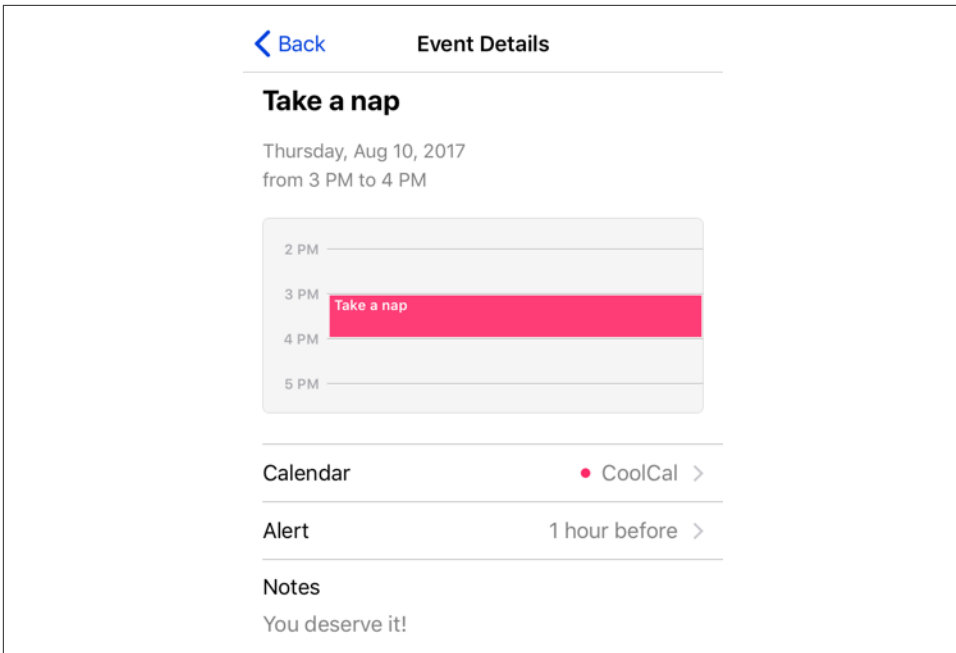 Back Event Details
Take a nap
Thursday, Aug 10, 2017
from 3 PM to 4 PM
2 PM
3 PM
Take a nap
4 PM
5 PM
Calendar CoolCal
Alert 1 hour before
Notes
You deserve it!